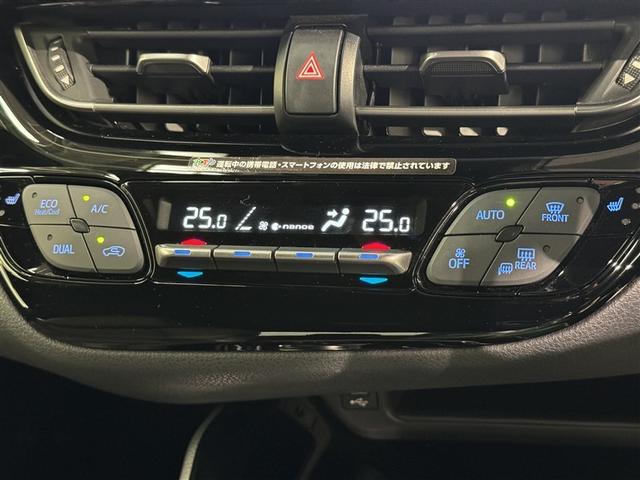 運転中の携帯電話・スマートフォンの使用は法律で禁止されています
25.0 nanoe 25.0
ECO
Heat/Cool
A/C
DUAL
AUTO
FRONT
OFF
REAR